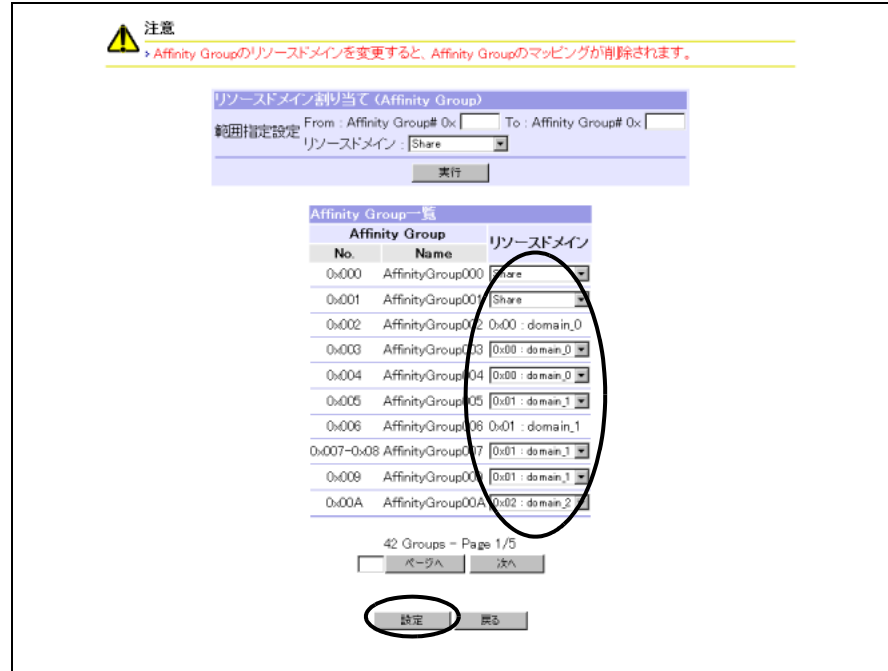 注意
Affinity Groupのリソースドメインを変更すると、Affinity Groupのマッピングが削除されます。
リソースドメイン割り当て (Affinity Group)
範囲指定設定 From : Affinity Group# 0x To : Affinity Group# 0x
リソースドメイン : Share
実行
Affinity Group一覧
Affinity Group リソースドメイン
No. Name
0x000 AffinityGroup000 Share
0x001 AffinityGroup001 Share
0x002 AffinityGroup002 0x00 : domain_0
0x003 AffinityGroup003 0x00 : domain_0
0x004 AffinityGroup004 0x00 : domain_0
0x005 AffinityGroup005 0x01 : domain_1
0x006 AffinityGroup006 0x01 : domain_1
0x007-0x08 AffinityGroup007 0x01 : domain_1
0x009 AffinityGroup009 0x01 : domain_1
0x00A AffinityGroup00A 0x02 : domain_2
42 Groups - Page 1/5
ページへ 次へ
設定 戻る